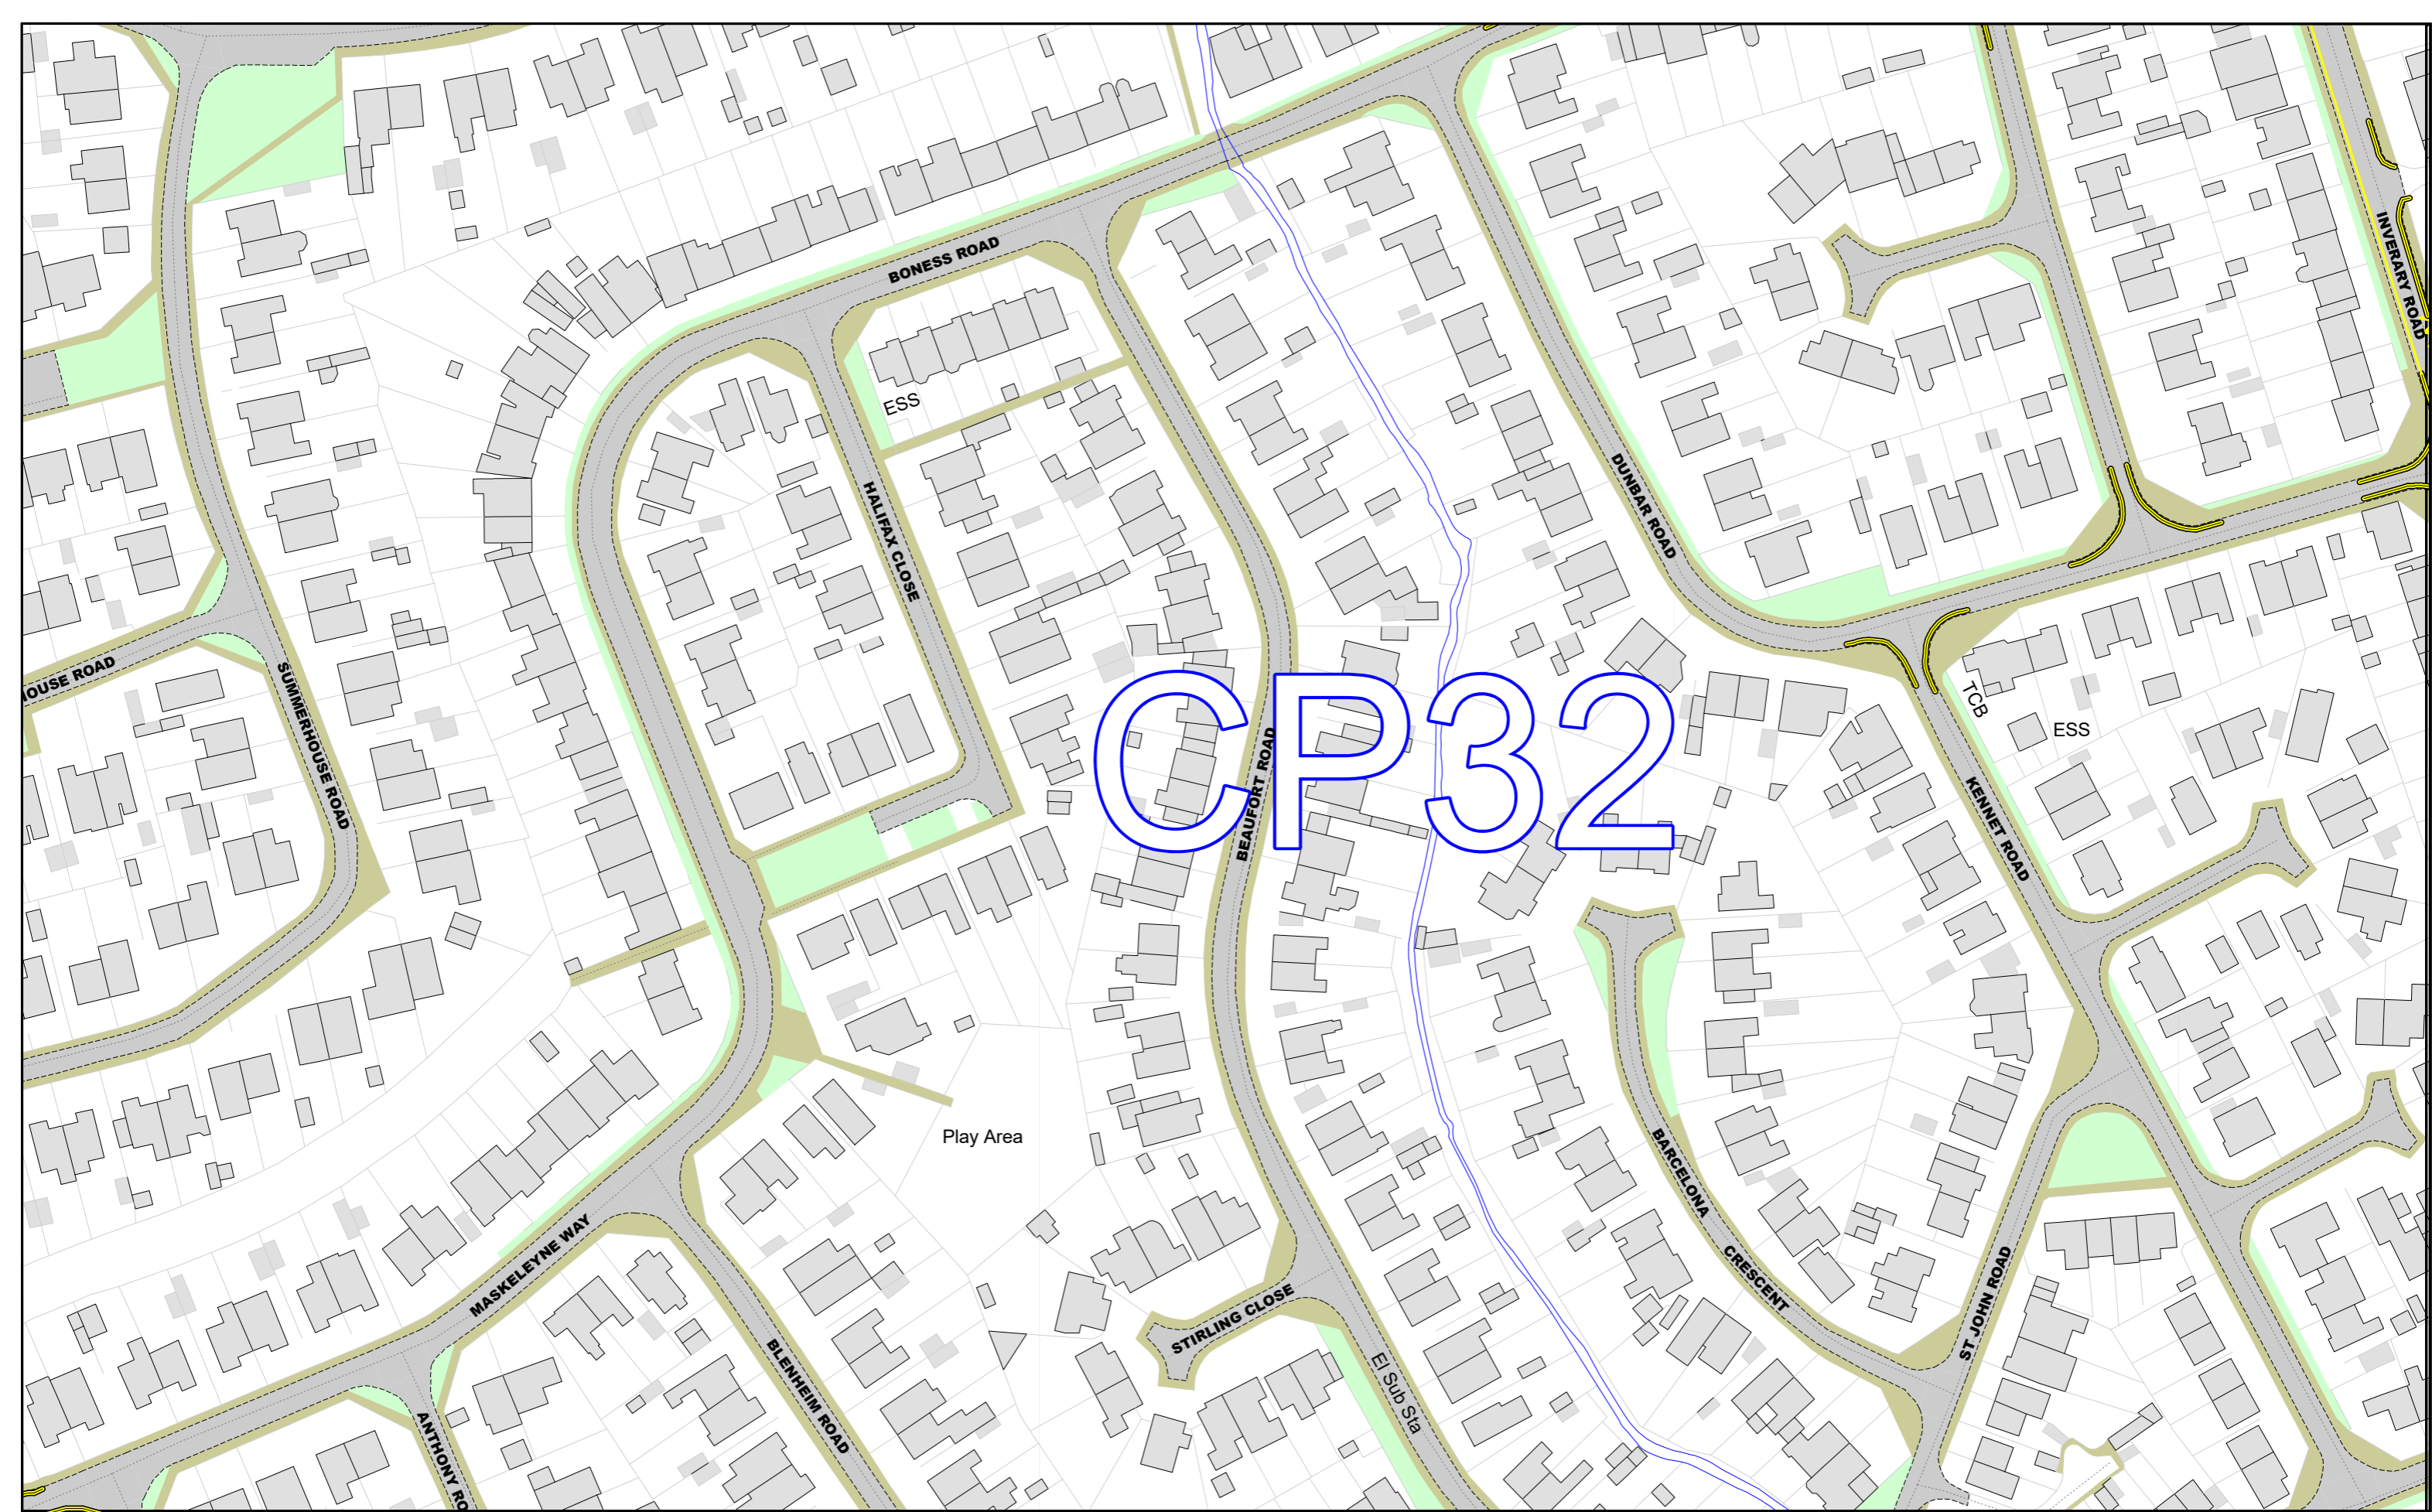 INVERARY ROAD
BONESS ROAD
ESS
DUNBAR ROAD
HALIFAX CLOSE
HOUSE ROAD
SUMMERHOUSE ROAD
CP32
TCB
ESS
BEAUFORT ROAD
KENNET ROAD
Play Area
BARCELONA
CRESCENT
MASKELEYNE WAY
STIRLING CLOSE
ST JOHN ROAD
BLENHEIM ROAD
El Sub Sta
ANTHONY RO